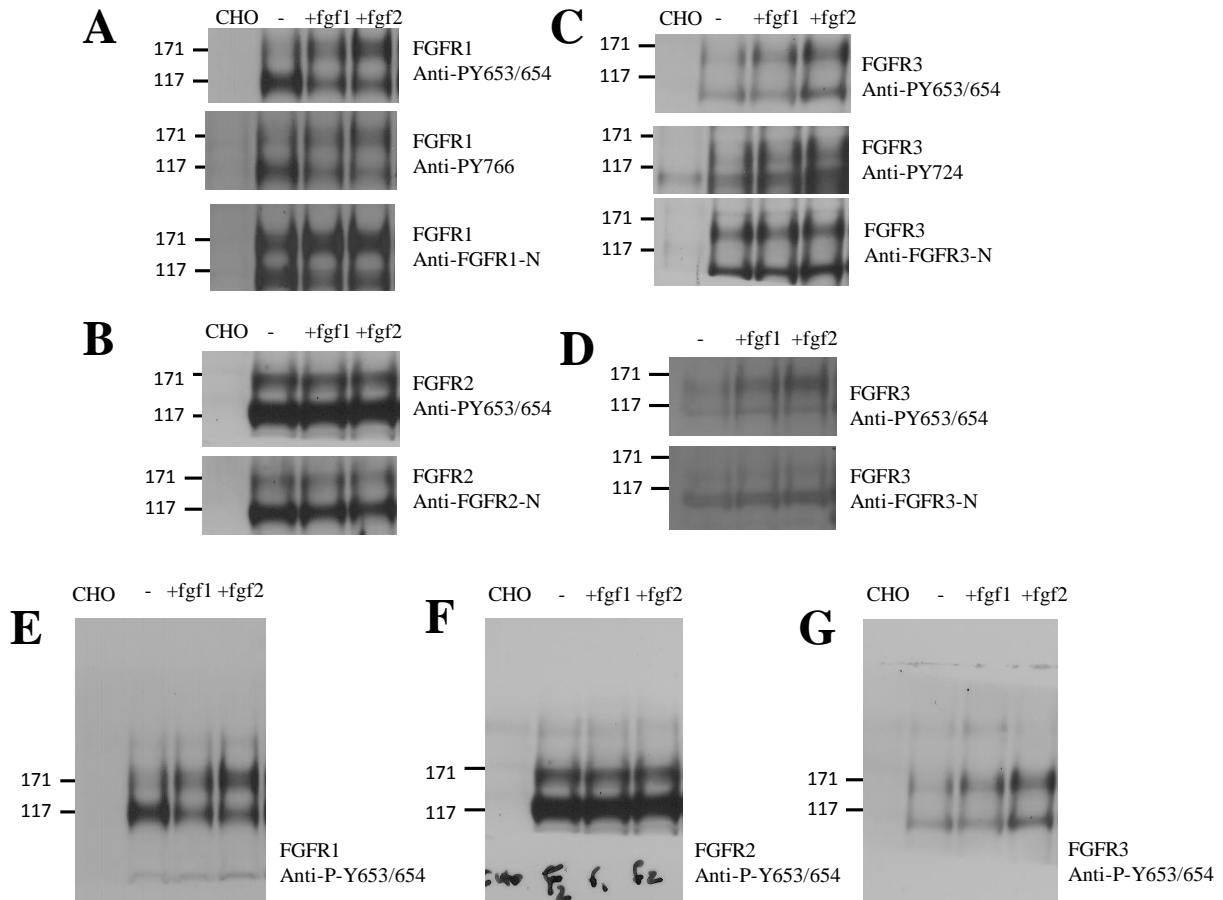 A
CHO - +fgf1 +fgf2
171
117
FGFR1
Anti-PY653/654
171
117
FGFR1
Anti-PY766
171
117
FGFR1
Anti-FGFR1-N
C
CHO - +fgf1 +fgf2
171
117
FGFR3
Anti-PY653/654
171
117
FGFR3
Anti-PY724
171
117
FGFR3
Anti-FGFR3-N
B
CHO - +fgf1 +fgf2
171
117
FGFR2
Anti-PY653/654
171
117
FGFR2
Anti-FGFR2-N
D
- +fgf1 +fgf2
171
117
FGFR3
Anti-PY653/654
171
117
FGFR3
Anti-FGFR3-N
E
CHO - +fgf1 +fgf2
171
117
FGFR1
Anti-P-Y653/654
F
CHO - +fgf1 +fgf2
171
117
F2 F1 F2
FGFR2
Anti-P-Y653/654
G
CHO - +fgf1 +fgf2
171
117
FGFR3
Anti-P-Y653/654